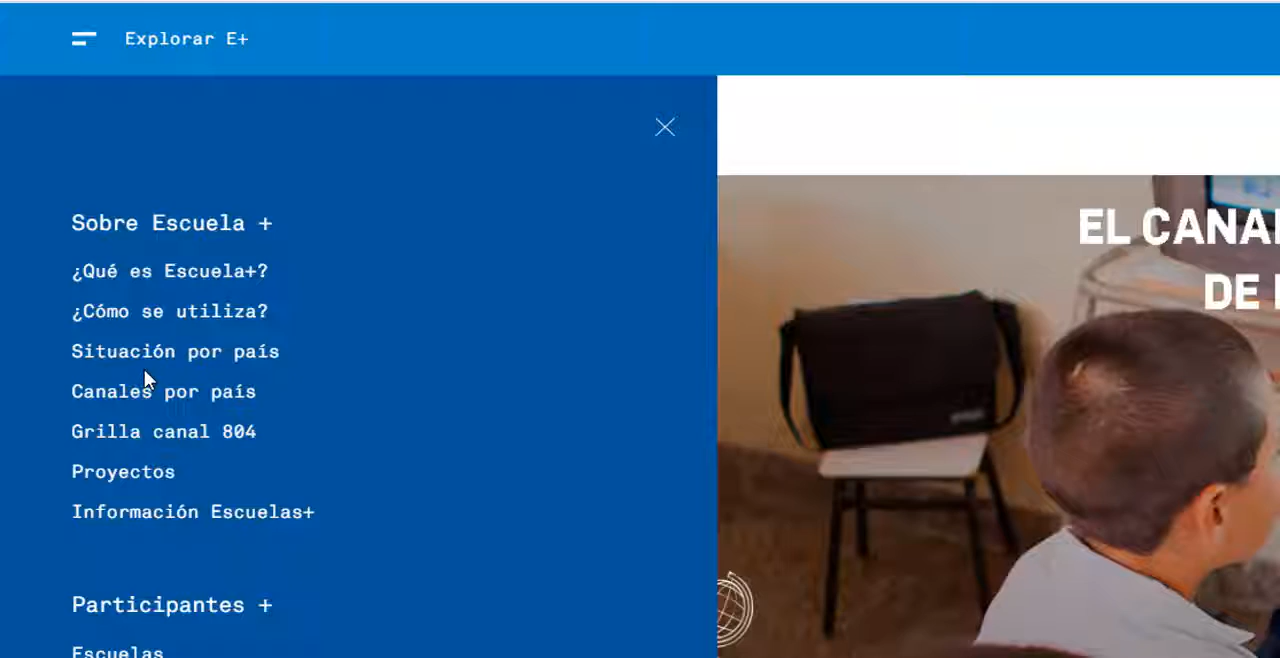 Explorar E+
Sobre Escuela +
¿Qué es Escuela+?
¿Cómo se utiliza?
Situación por país
Canales por país
Grilla canal 804
Proyectos
Información Escuelas+
Participantes +
Escuelas
EL CANA
DE